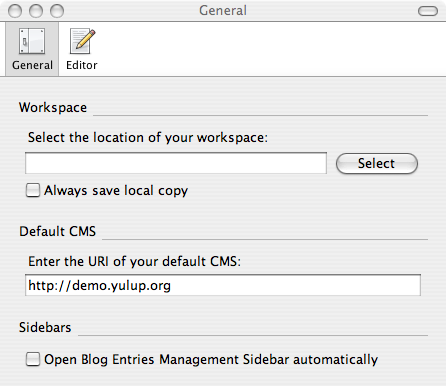 General
General Editor
Workspace
Select the location of your workspace:
Select
Always save local copy
Default CMS
Enter the URI of your default CMS:
http://demo.yulup.org
Sidebars
Open Blog Entries Management Sidebar automatically